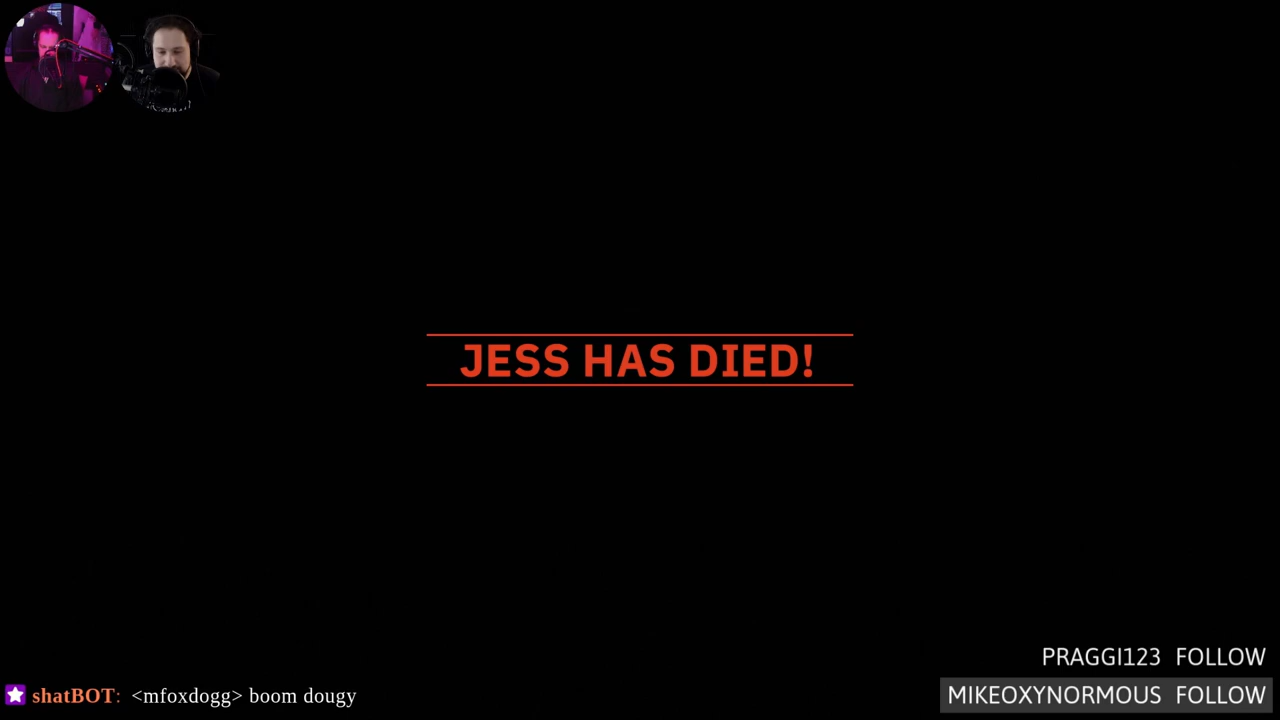 JESS HAS DIED!
PRAGGI123 FOLLOW
shatBOT: <mfoxdogg> boom dougy
MIKEOXYNORMOUS FOLLOW